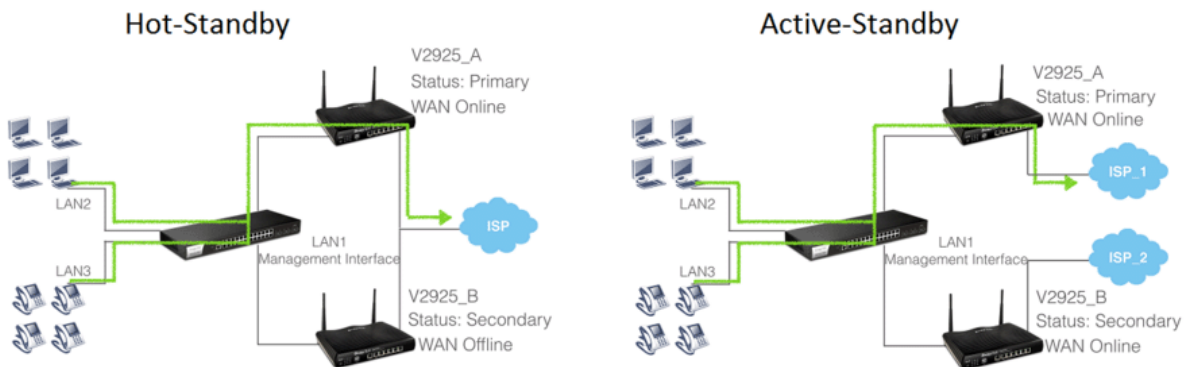 Hot-Standby
V2925_A
Status: Primary
WAN Online
LAN2
LAN3
LAN1
Management Interface
ISP
V2925_B
Status: Secondary
WAN Offline
Active-Standby
V2925_A
Status: Primary
WAN Online
LAN2
LAN3
LAN1
Management Interface
ISP_1
ISP_2
V2925_B
Status: Secondary
WAN Online